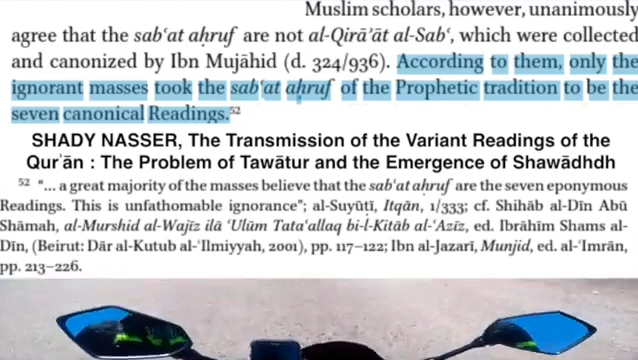 Muslim scholars, however, unanimously
agree that the sabʿat aḥruf are not al-Qirāʾāt al-Sabʿ, which were collected
and canonized by Ibn Mujāhid (d. 324/936). According to them, only the
ignorant masses took the sabʿat aḥruf of the Prophetic tradition to be the
seven canonical Readings.⁵²
SHADY NASSER, The Transmission of the Variant Readings of the
Qurʾān : The Problem of Tawātur and the Emergence of Shawādhdh
⁵² “... a great majority of the masses believe that the sabʿat aḥruf are the seven eponymous
Readings. This is unfathomable ignorance”; al-Suyūṭī, Itqān, 1/333; cf. Shihāb al-Dīn Abū
Shāmah, al-Murshid al-Wajīz ilā ʿUlūm Tataʿallaq bi-l-Kitāb al-ʿAzīz, ed. Ibrāhīm Shams al-
Dīn, (Beirut: Dār al-Kutub al-ʿIlmiyyah, 2001), pp. 117–122; Ibn al-Jazarī, Munjid, ed. al-ʿImrān,
pp. 213–226.